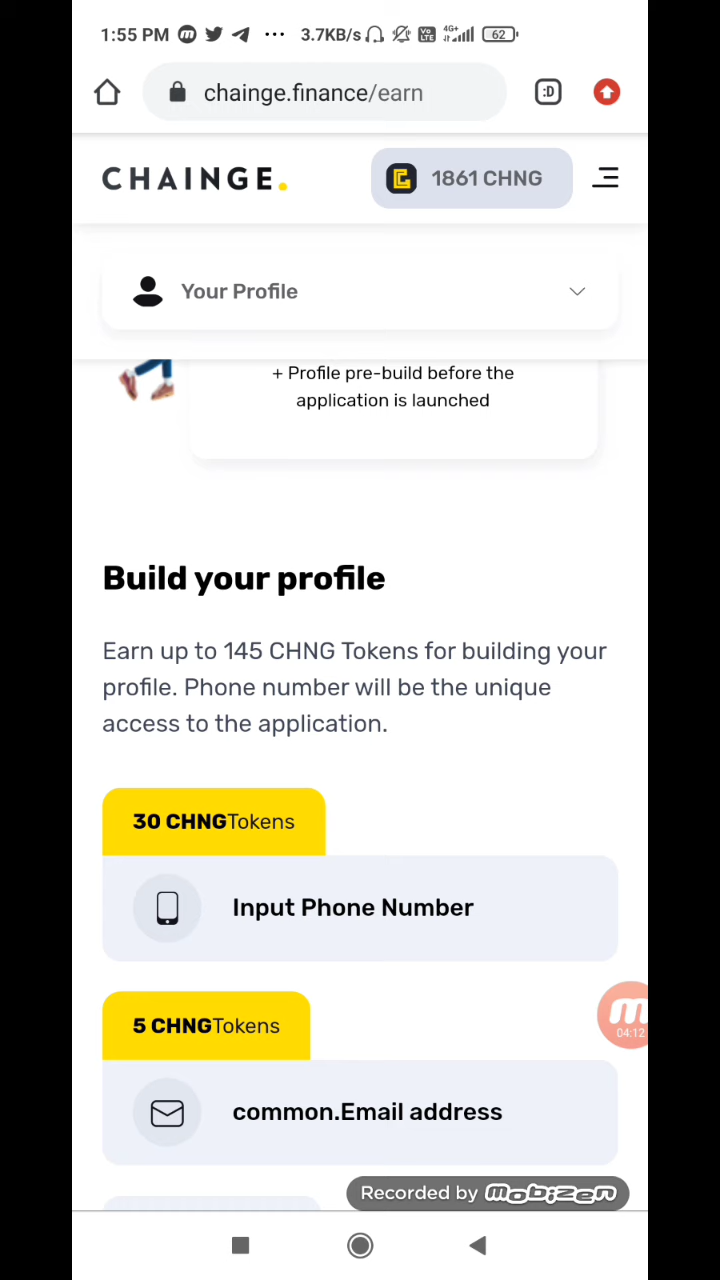 1:55 PM ... 3.7KB/s Vo LTE 4G+ 62
chainge.finance/earn :D
CHAINGE. 1861 CHNG
Your Profile
+ Profile pre-build before the
application is launched
Build your profile
Earn up to 145 CHNG Tokens for building your
profile. Phone number will be the unique
access to the application.
30 CHNGTokens
Input Phone Number
5 CHNGTokens
04:12
common.Email address
Recorded by mobizen